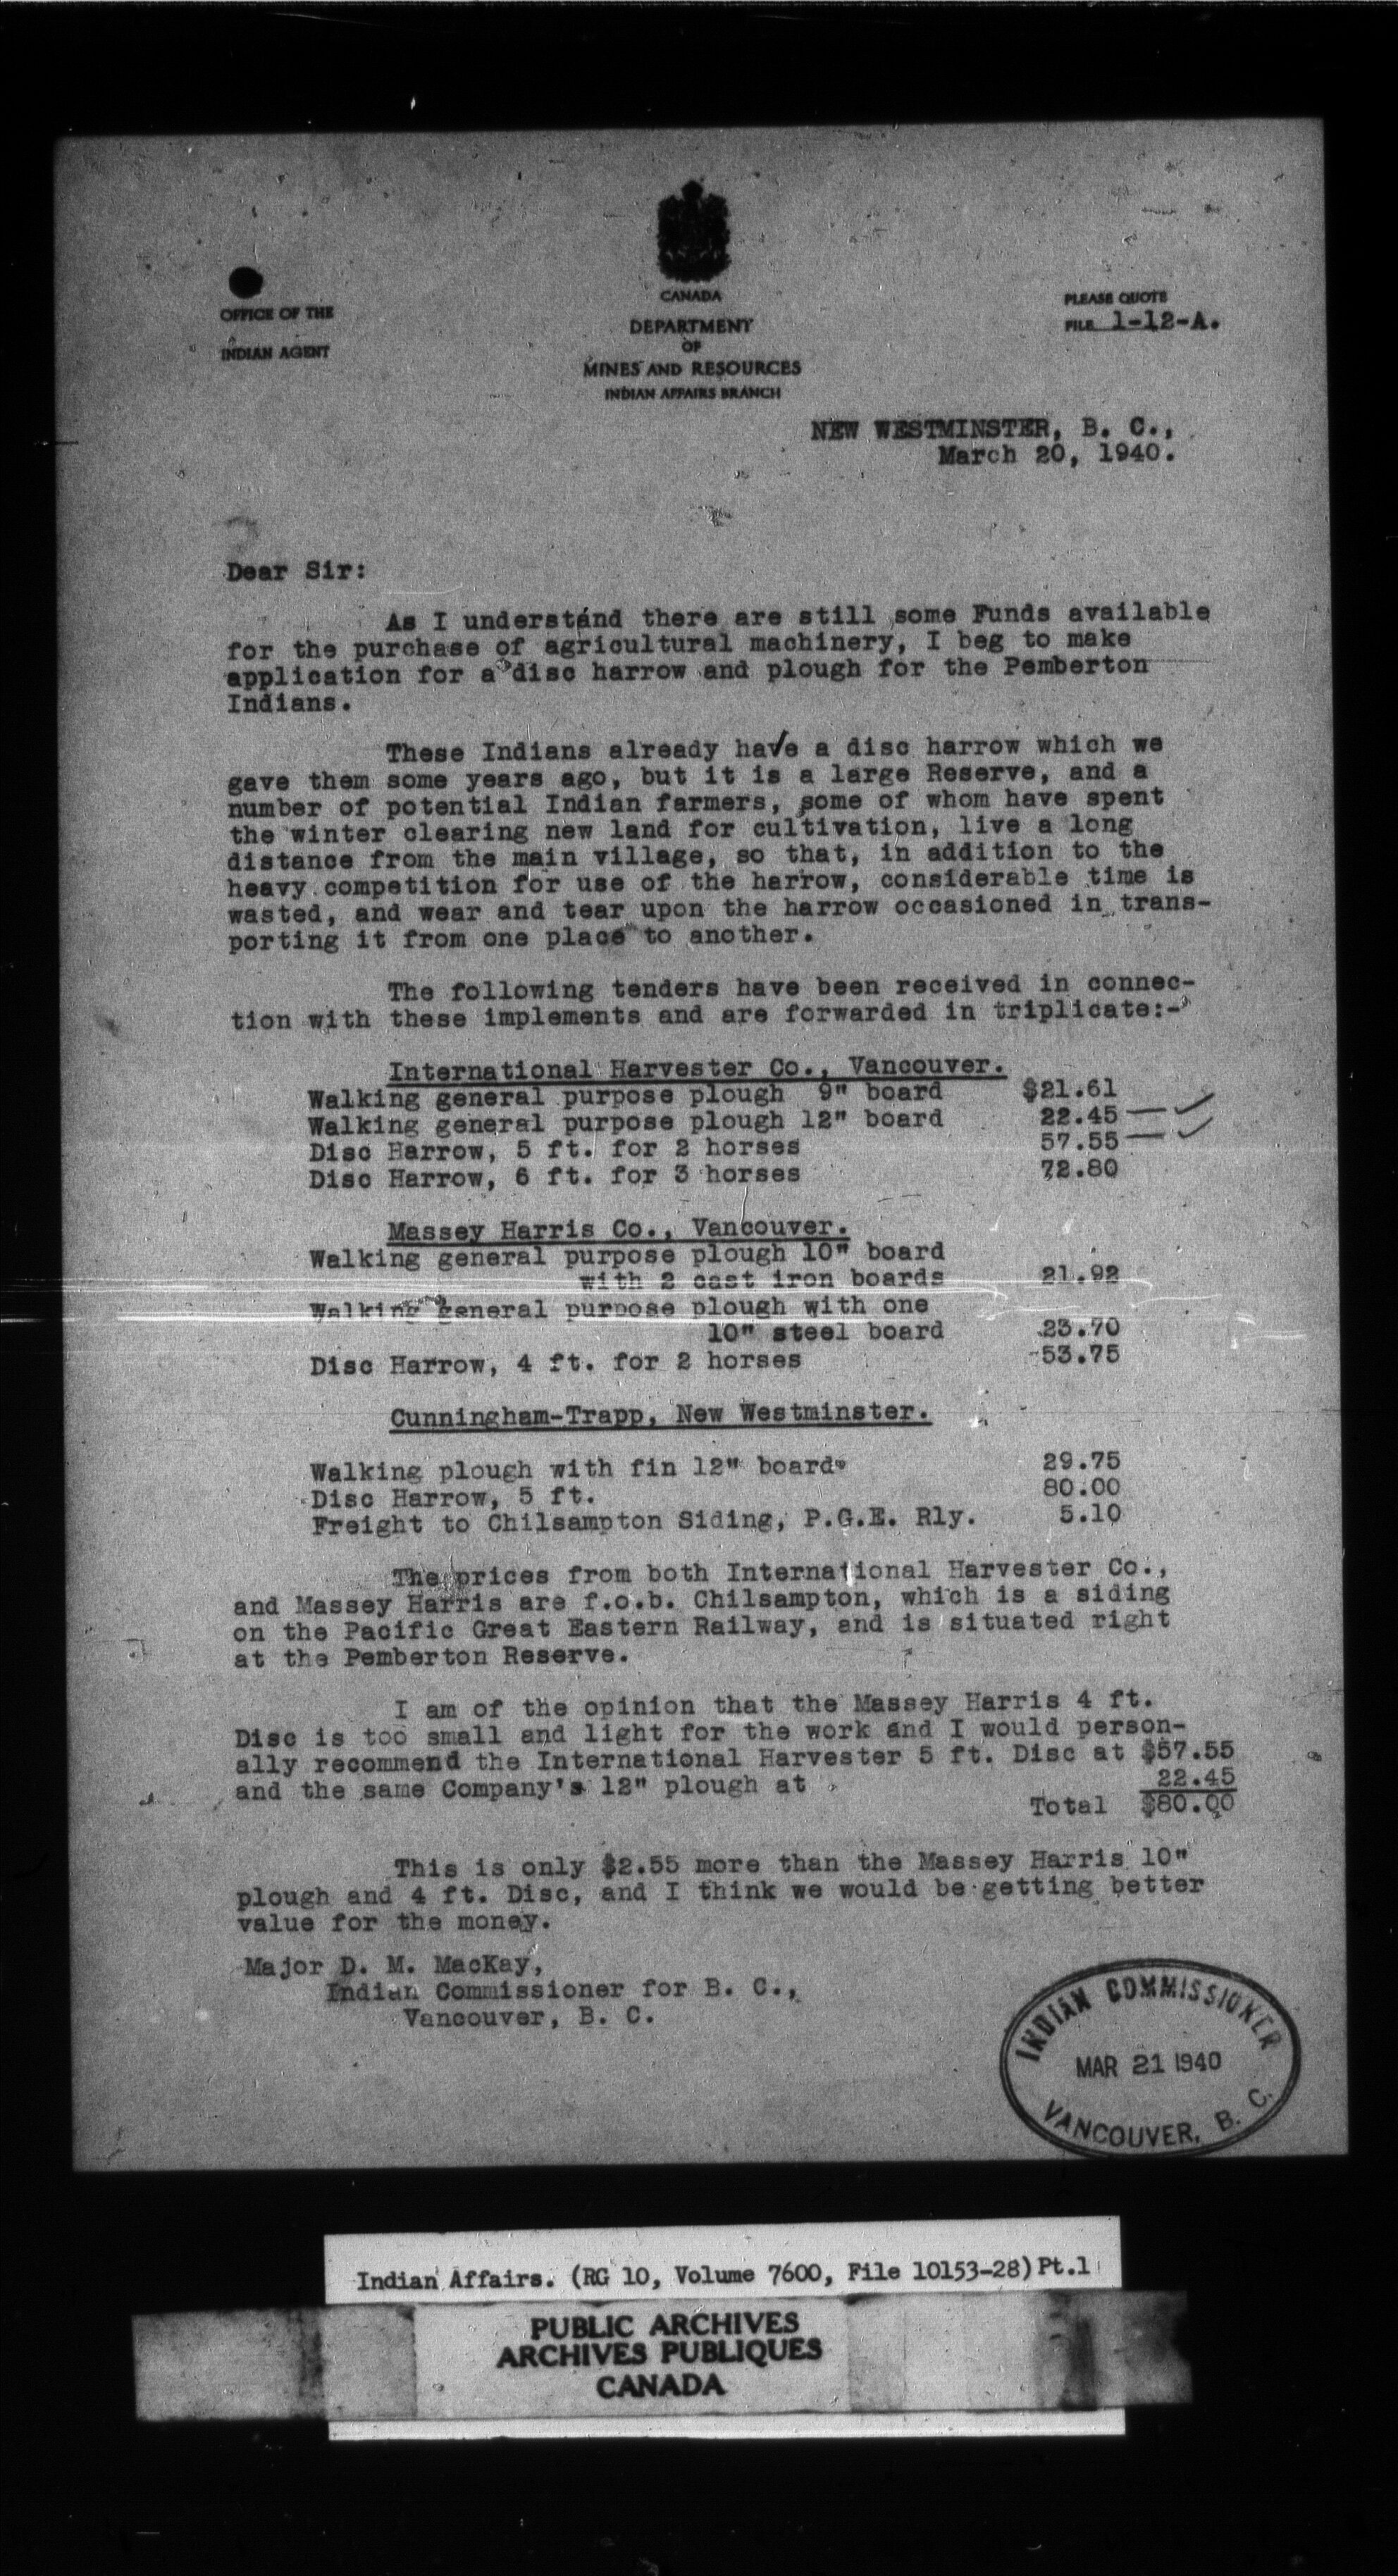 OFFICE OF THE
INDIAN AGENT
CANADA
DEPARTMENT
OF
MINES AND RESOURCES
INDIAN AFFAIRS BRANCH
PLEASE QUOTE
FILE 1-12-A.
NEW WESTMINSTER, B. C.,
March 20, 1940.
Dear Sir:
As I understand there are still some Funds available
for the purchase of agricultural machinery, I beg to make
application for a disc harrow and plough for the Pemberton
Indians.
These Indians already have a disc harrow which we
gave them some years ago, but it is a large Reserve, and a
number of potential Indian farmers, some of whom have spent
the winter clearing new land for cultivation, live a long
distance from the main village, so that, in addition to the
heavy competition for use of the harrow, considerable time is
wasted, and wear and tear upon the harrow occasioned in trans-
porting it from one place to another.
The following tenders have been received in connec-
tion with these implements and are forwarded in triplicate:-
International Harvester Co., Vancouver.
Walking general purpose plough 9" board $21.61
Walking general purpose plough 12" board 22.45
Disc Harrow, 5 ft. for 2 horses 57.55
Disc Harrow, 6 ft. for 3 horses 72.80
Massey Harris Co., Vancouver.
Walking general purpose plough 10" board
with 2 cast iron boards 21.92
Walking general purpose plough with one
10" steel board 23.70
Disc Harrow, 4 ft. for 2 horses 53.75
Cunningham-Trapp, New Westminster.
Walking plough with fin 12" board 29.75
Disc Harrow, 5 ft. 80.00
Freight to Chilsampton Siding, P.G.E. Rly. 5.10
The prices from both International Harvester Co.,
and Massey Harris are f.o.b. Chilsampton, which is a siding
on the Pacific Great Eastern Railway, and is situated right
at the Pemberton Reserve.
I am of the opinion that the Massey Harris 4 ft.
Disc is too small and light for the work and I would person-
ally recommend the International Harvester 5 ft. Disc at $57.55
and the same Company's 12" plough at 22.45
Total $80.00
This is only $2.55 more than the Massey Harris 10"
plough and 4 ft. Disc, and I think we would be getting better
value for the money.
Major D. M. MacKay,
Indian Commissioner for B. C.,
Vancouver, B. C.
INDIAN COMMISSIONER
MAR 21 1940
VANCOUVER, B. C.
Indian Affairs. (RG 10, Volume 7600, File 10153-28) Pt.1
PUBLIC ARCHIVES
ARCHIVES PUBLIQUES
CANADA